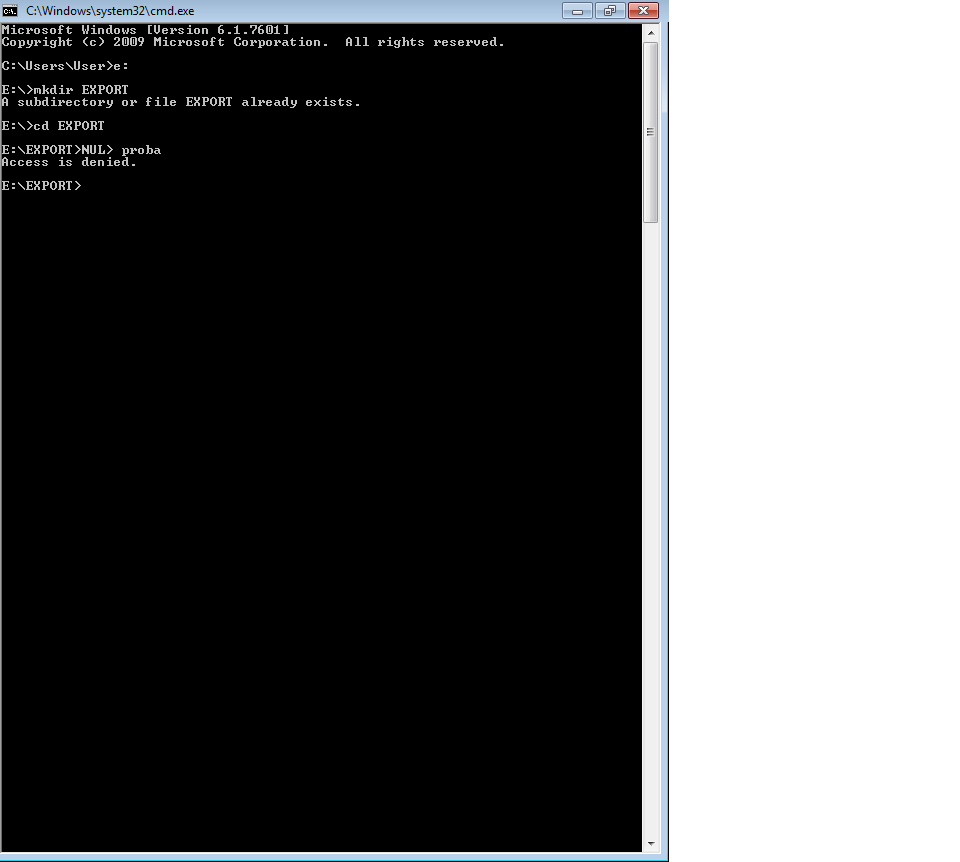 C:\Windows\system32\cmd.exe
Microsoft Windows [Version 6.1.7601]
Copyright (c) 2009 Microsoft Corporation.  All rights reserved.
C:\Users\User>e:
E:\>mkdir EXPORT
A subdirectory or file EXPORT already exists.
E:\>cd EXPORT
E:\EXPORT>NUL> proba
Access is denied.
E:\EXPORT>